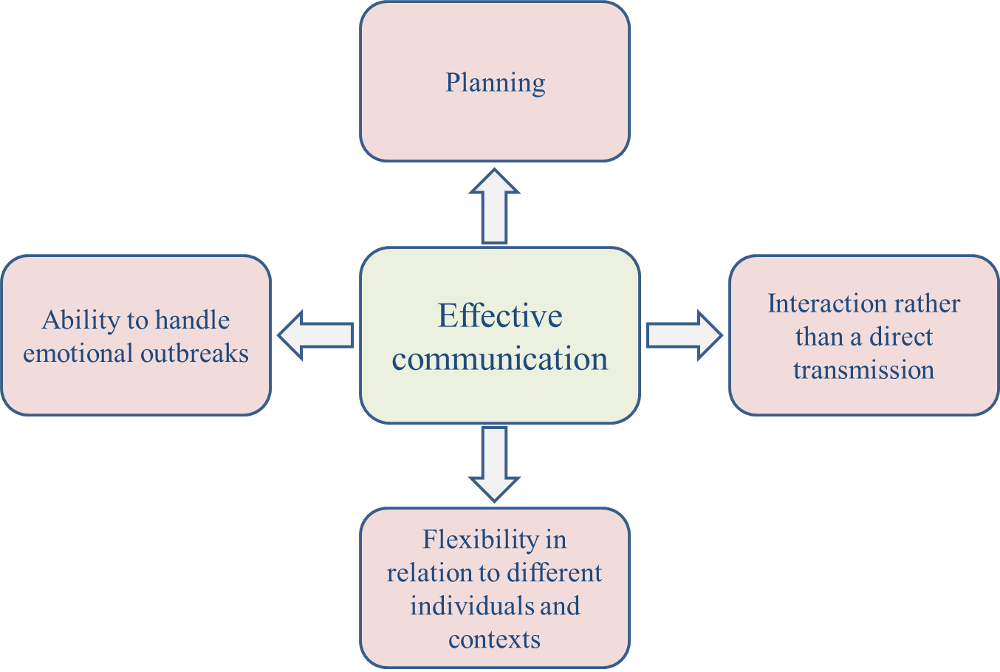 Planning
Ability to handle
emotional outbreaks
Effective
communication
Interaction rather
than a direct
transmission
Flexibility in
relation to different
individuals and
contexts